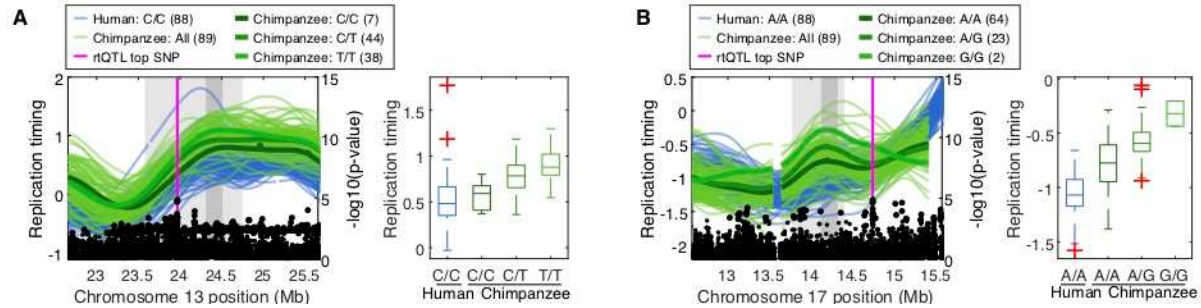 A
Human: C/C (88)
Chimpanzee: All (89)
rtQTL top SNP
Chimpanzee: C/C (7)
Chimpanzee: C/T (44)
Chimpanzee: T/T (38)
2
1
0
-1
Replication timing
15
10
5
0
-log10(p-value)
23
23.5
24
24.5
25
25.5
Chromosome 13 position (Mb)
Replication timing
1.5
1
0.5
0
C/C C/C C/T T/T
Human Chimpanzee
B
Human: A/A (88)
Chimpanzee: All (89)
rtQTL top SNP
Chimpanzee: A/A (64)
Chimpanzee: A/G (23)
Chimpanzee: G/G (2)
0.5
0
-0.5
-1
-1.5
-2
Replication timing
15
10
5
0
-log10(p-value)
13
13.5
14
14.5
15
15.5
Chromosome 17 position (Mb)
Replication timing
0
-0.5
-1
-1.5
A/A A/A A/G G/G
Human Chimpanzee